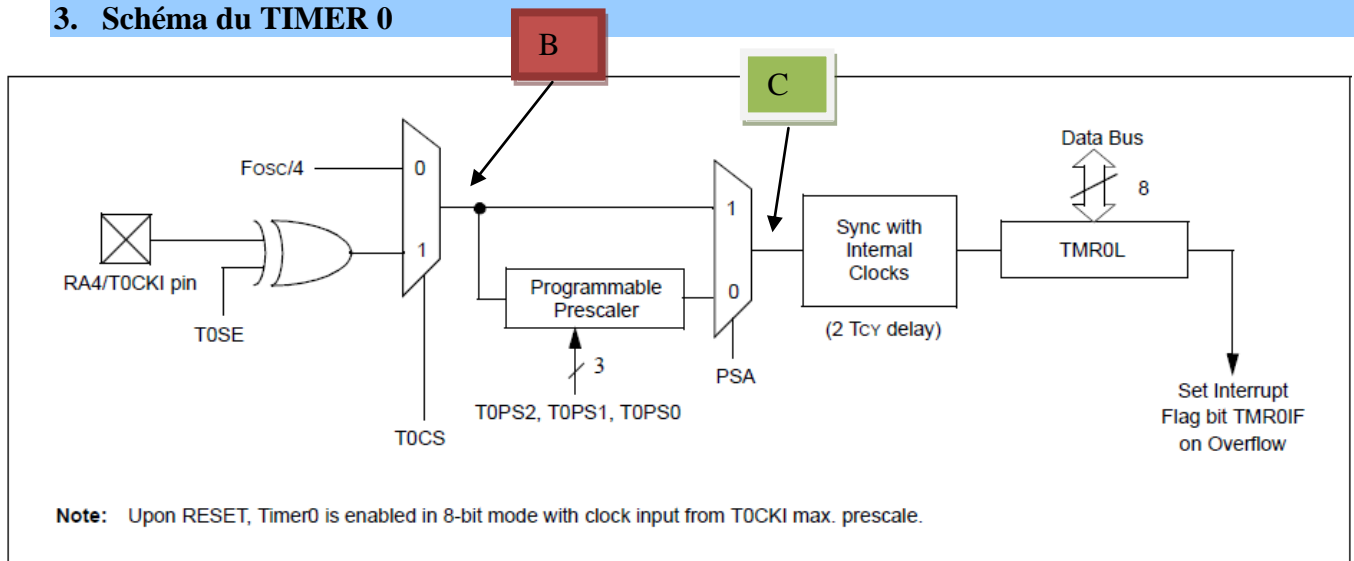 3. Schéma du TIMER 0
B
C
Data Bus
8
Fosc/4
0
1
1
0
RA4/T0CKI pin
T0SE
T0CS
Programmable
Prescaler
3
T0PS2, T0PS1, T0PS0
PSA
Sync with
Internal
Clocks
(2 TCY delay)
TMR0L
Set Interrupt
Flag bit TMR0IF
on Overflow
Note: Upon RESET, Timer0 is enabled in 8-bit mode with clock input from T0CKI max. prescale.